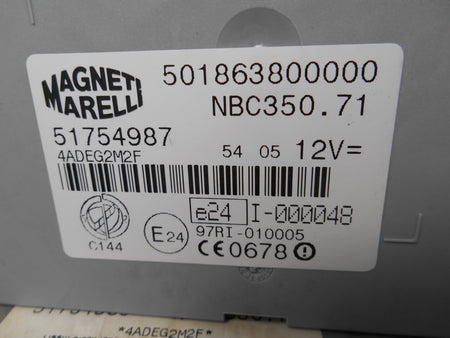 MAGNETI
MARELLI
501863800000
NBC350.71
51754987
4ADEG2M2F
54 05 12V=
e24 I-000048
E24 97RI-010005
C144
CE0678
*4ADEG2M2F*